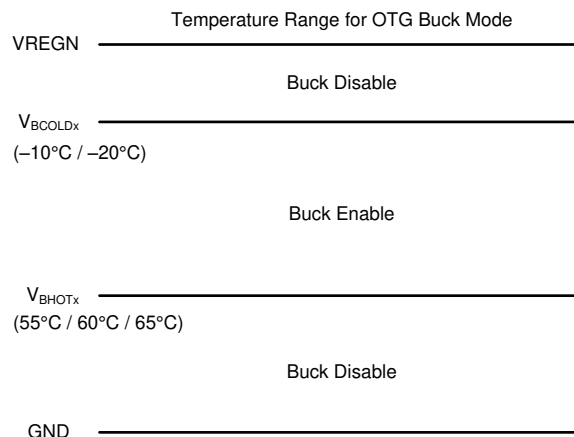 Temperature Range for OTG Buck Mode
VREGN
Buck Disable
VBCOLDx
(–10°C / –20°C)
Buck Enable
VBHOTx
(55°C / 60°C / 65°C)
Buck Disable
GND